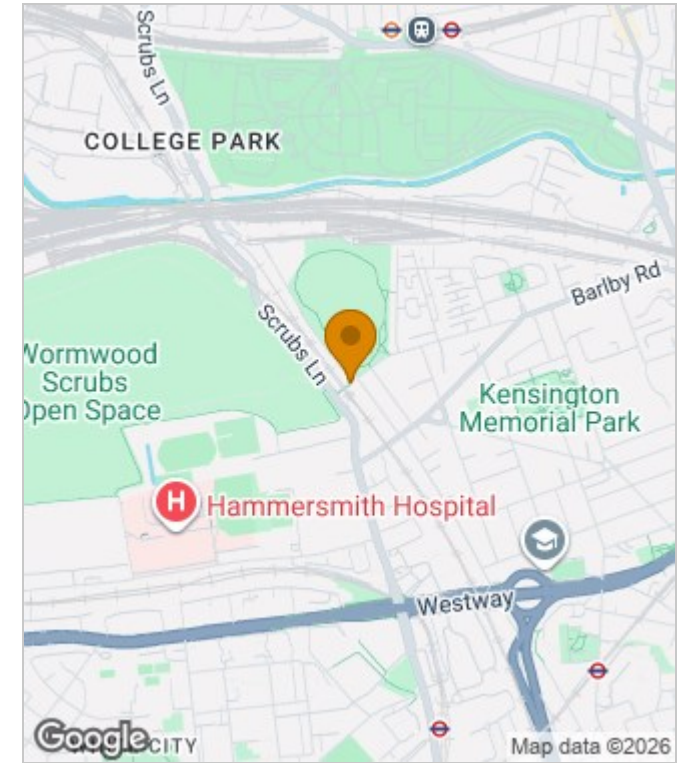 Scrubs Ln
COLLEGE PARK
Barlby Rd
Scrubs Ln
Wormwood
Scrubs
Open Space
Kensington
Memorial Park
H
Hammersmith Hospital
Westway
Google
CITY
Map data ©2026